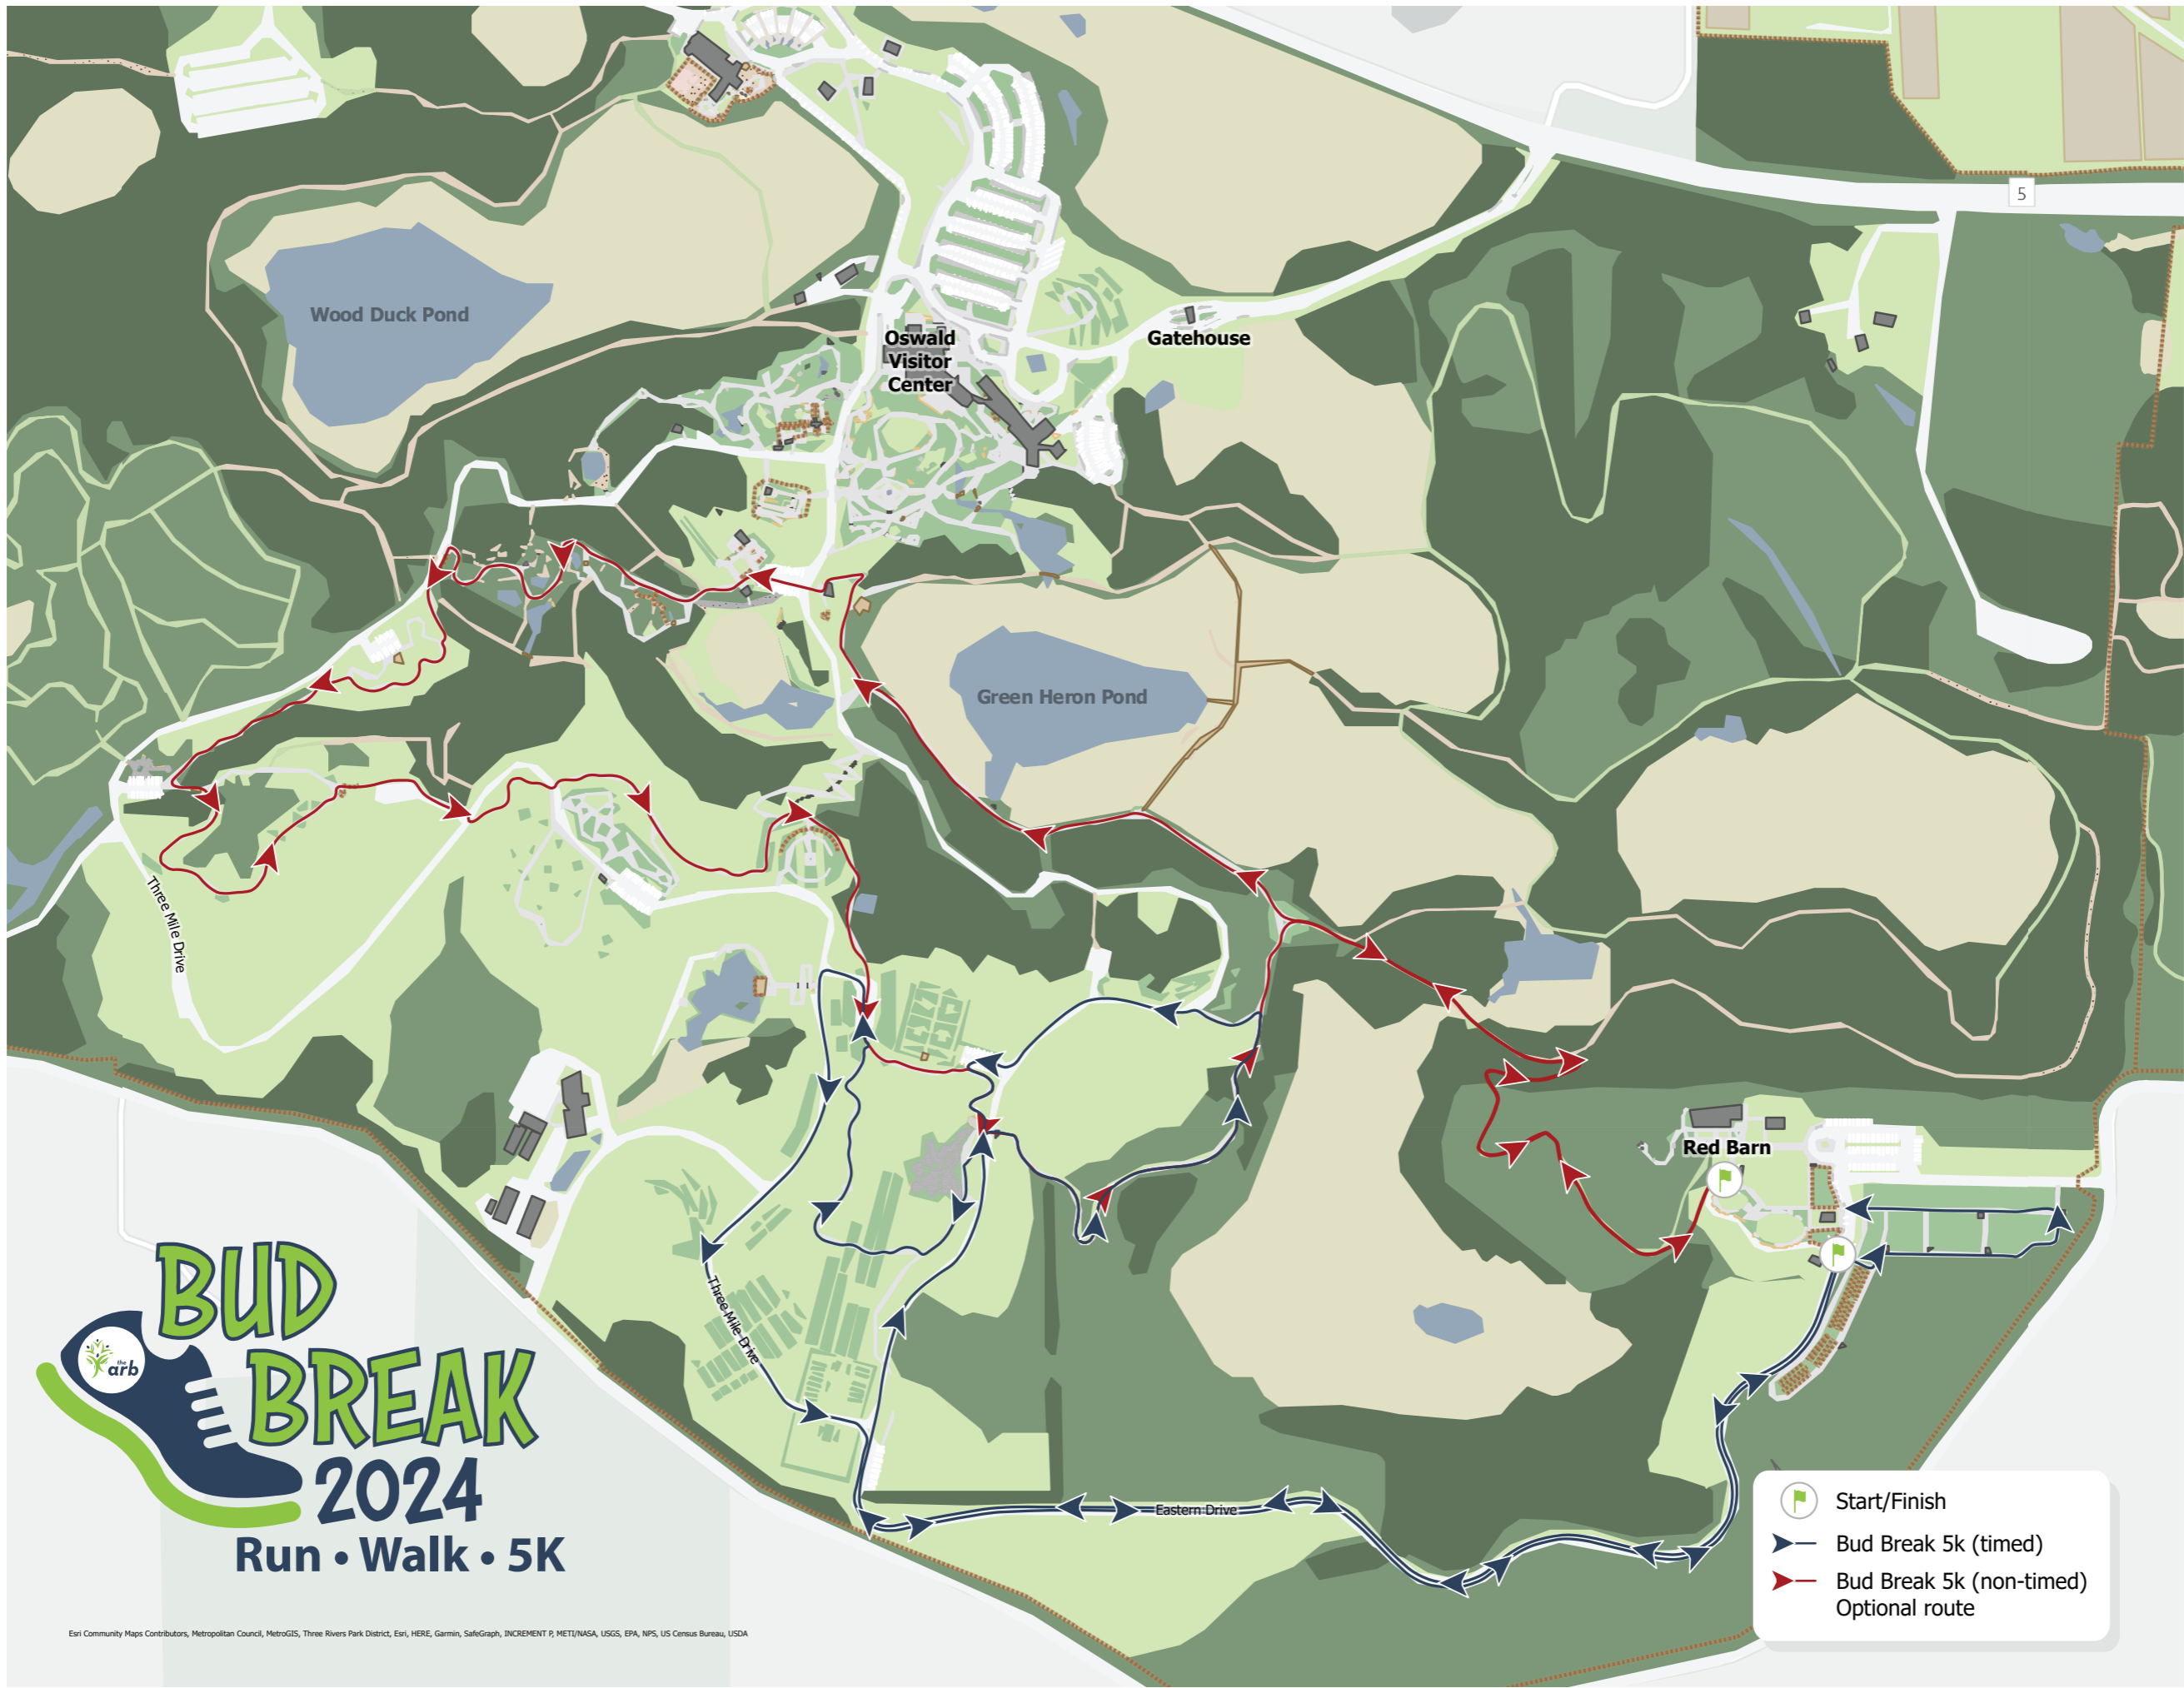 5
Wood Duck Pond
Oswald
Visitor
Center
Gatehouse
Green Heron Pond
Three Mile Drive
Red Barn
Three Mile Drive
Eastern Drive
the
arb
BUD
BREAK
2024
Run • Walk • 5K
Start/Finish
Bud Break 5k (timed)
Bud Break 5k (non-timed)
Optional route
Esri Community Maps Contributors, Metropolitan Council, MetroGIS, Three Rivers Park District, Esri, HERE, Garmin, SafeGraph, INCREMENT P, METI/NASA, USGS, EPA, NPS, US Census Bureau, USDA